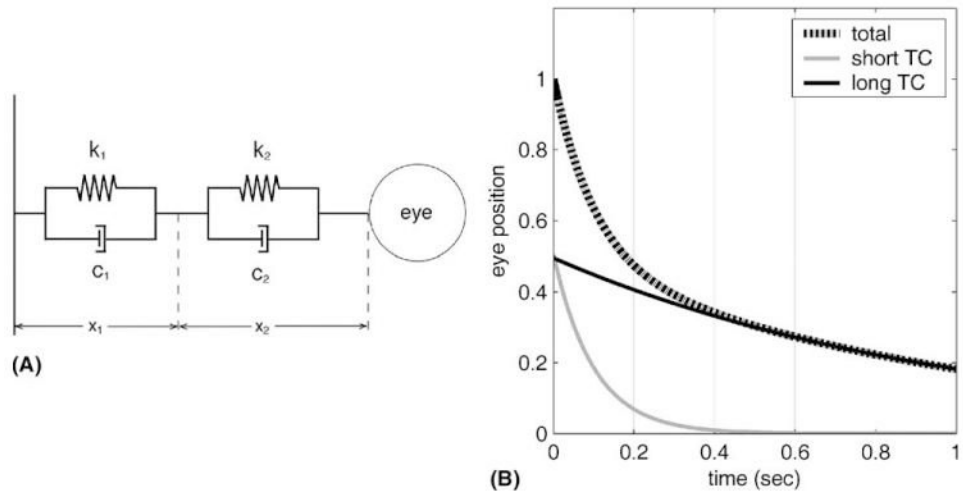 k1
k2
eye
c1
c2
x1
x2
(A)
total
short TC
long TC
1
0.8
0.6
0.4
0.2
0
eye position
0 0.2 0.4 0.6 0.8 1
time (sec)
(B)